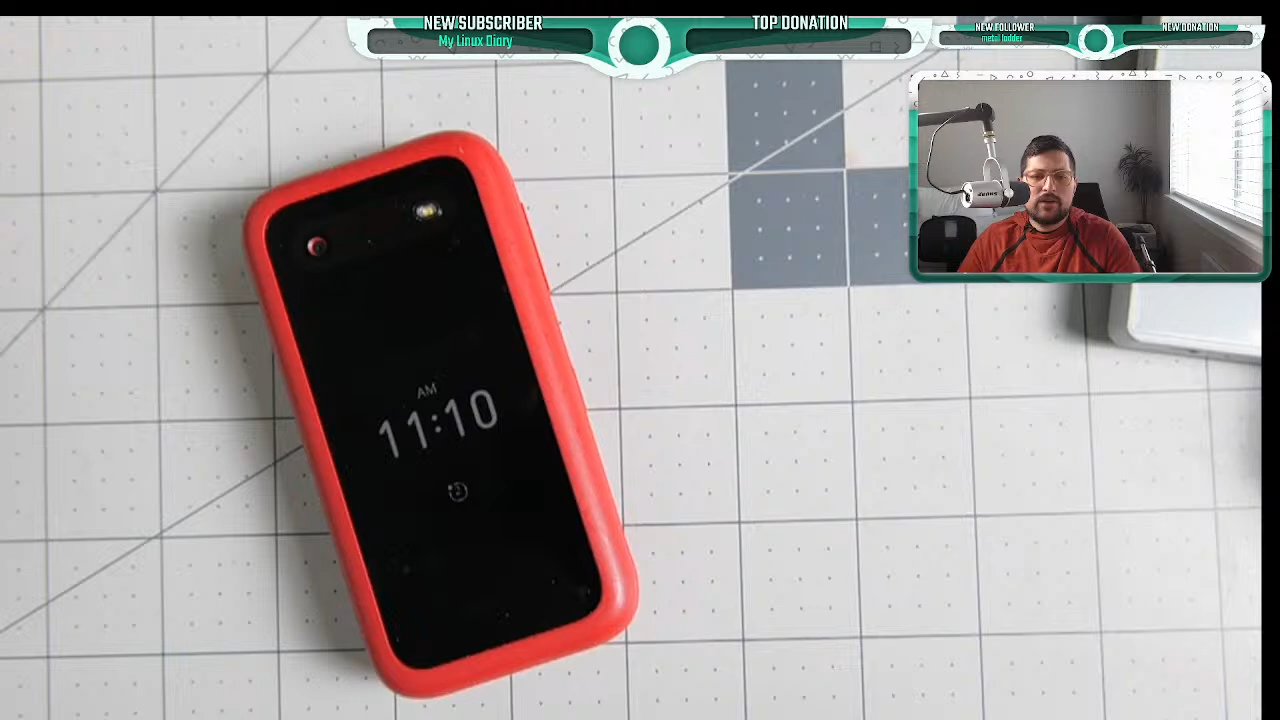 NEW SUBSCRIBER
My Linux Diary
TOP DONATION
NEW FOLLOWER
metal ladder
NEW DONATION
AM
11:10